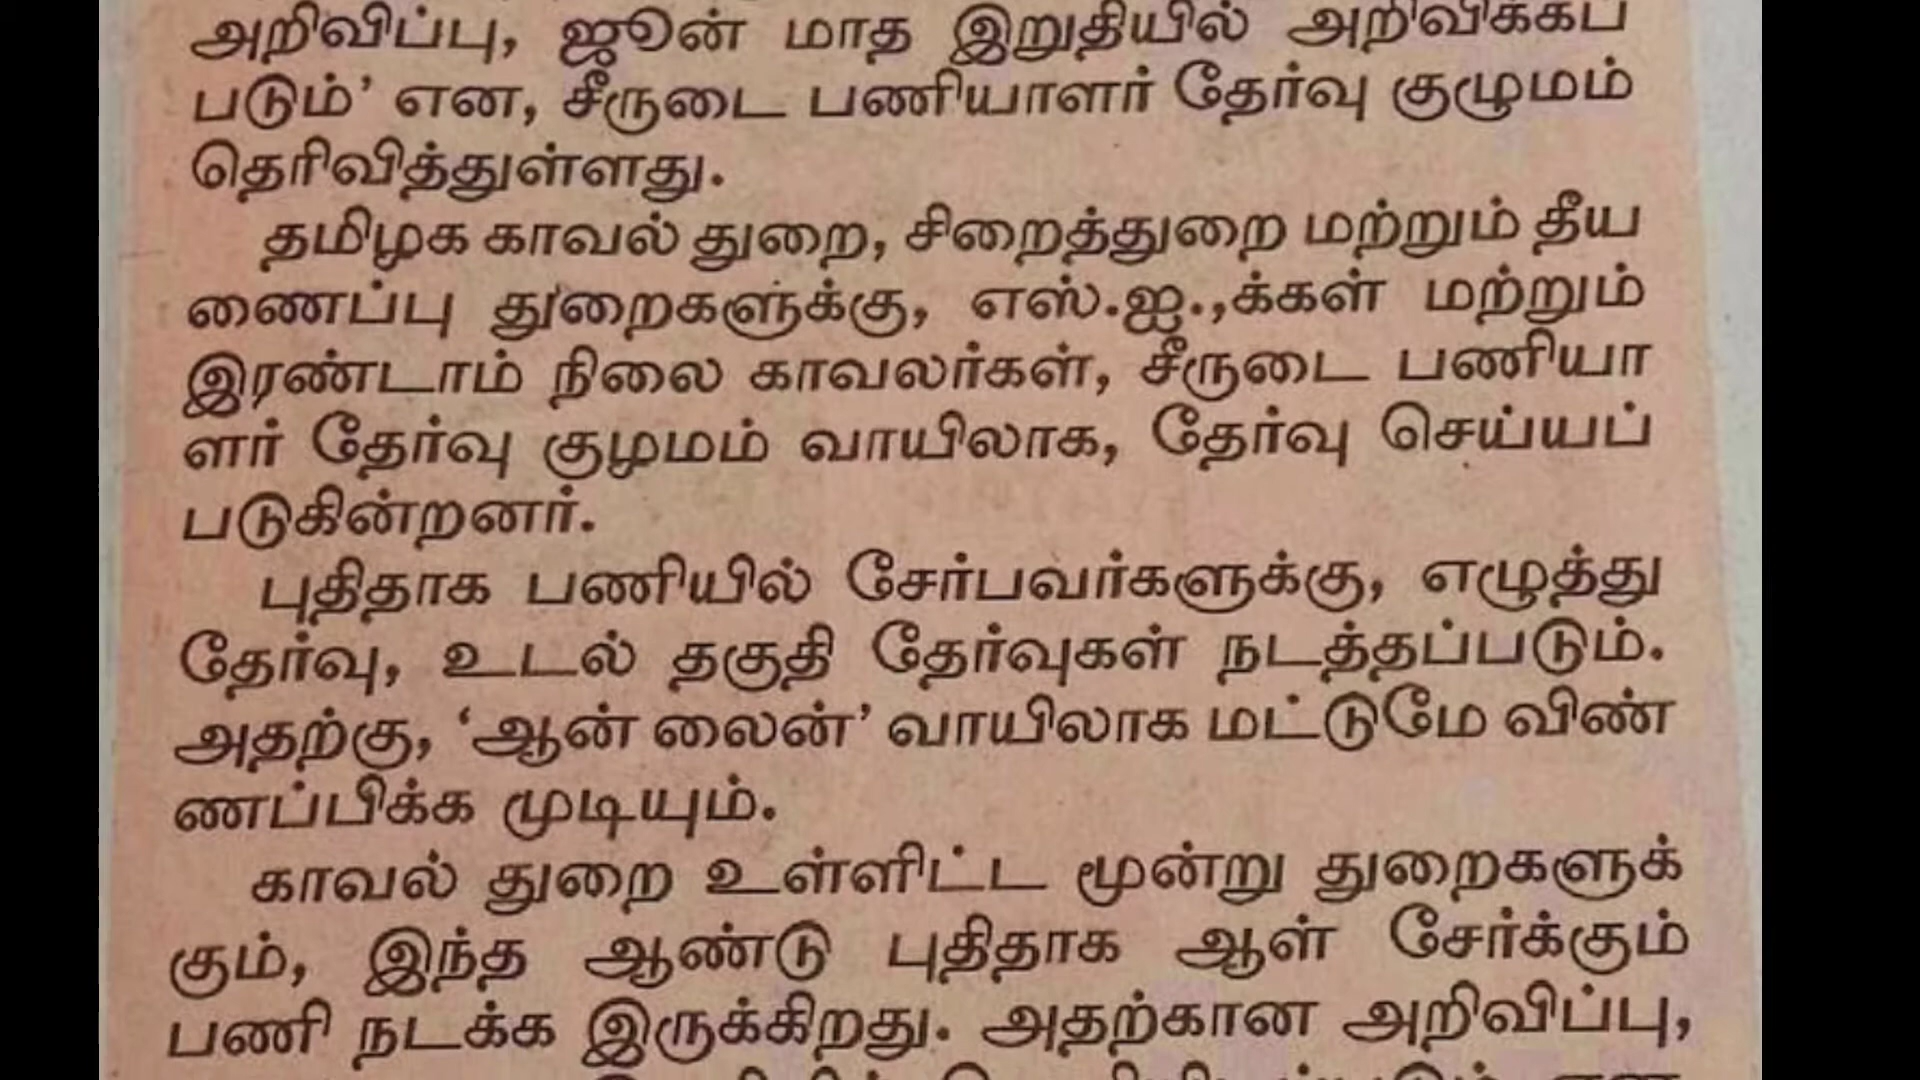 அறிவிப்பு, ஜூன் மாத இறுதியில் அறிவிக்கப்
படும்’ என, சீருடை பணியாளர் தேர்வு குழுமம்
தெரிவித்துள்ளது.
தமிழக காவல் துறை, சிறைத்துறை மற்றும் தீய
ணைப்பு துறைகளுக்கு, எஸ்.ஐ.,க்கள் மற்றும்
இரண்டாம் நிலை காவலர்கள், சீருடை பணியா
ளர் தேர்வு குழமம் வாயிலாக, தேர்வு செய்யப்
படுகின்றனர்.
புதிதாக பணியில் சேர்பவர்களுக்கு, எழுத்து
தேர்வு, உடல் தகுதி தேர்வுகள் நடத்தப்படும்.
அதற்கு, ‘ஆன் லைன்’ வாயிலாக மட்டுமே விண்
ணப்பிக்க முடியும்.
காவல் துறை உள்ளிட்ட மூன்று துறைகளுக்
கும், இந்த ஆண்டு புதிதாக ஆள் சேர்க்கும்
பணி நடக்க இருக்கிறது. அதற்கான அறிவிப்பு,